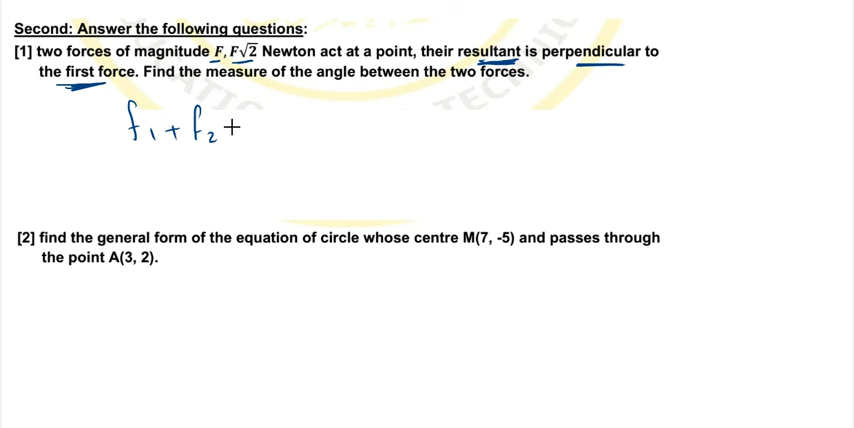 Second: Answer the following questions:
[1] two forces of magnitude F, F√2 Newton act at a point, their resultant is perpendicular to
the first force. Find the measure of the angle between the two forces.
f₁ + f₂ +
[2] find the general form of the equation of circle whose centre M(7, -5) and passes through
the point A(3, 2).